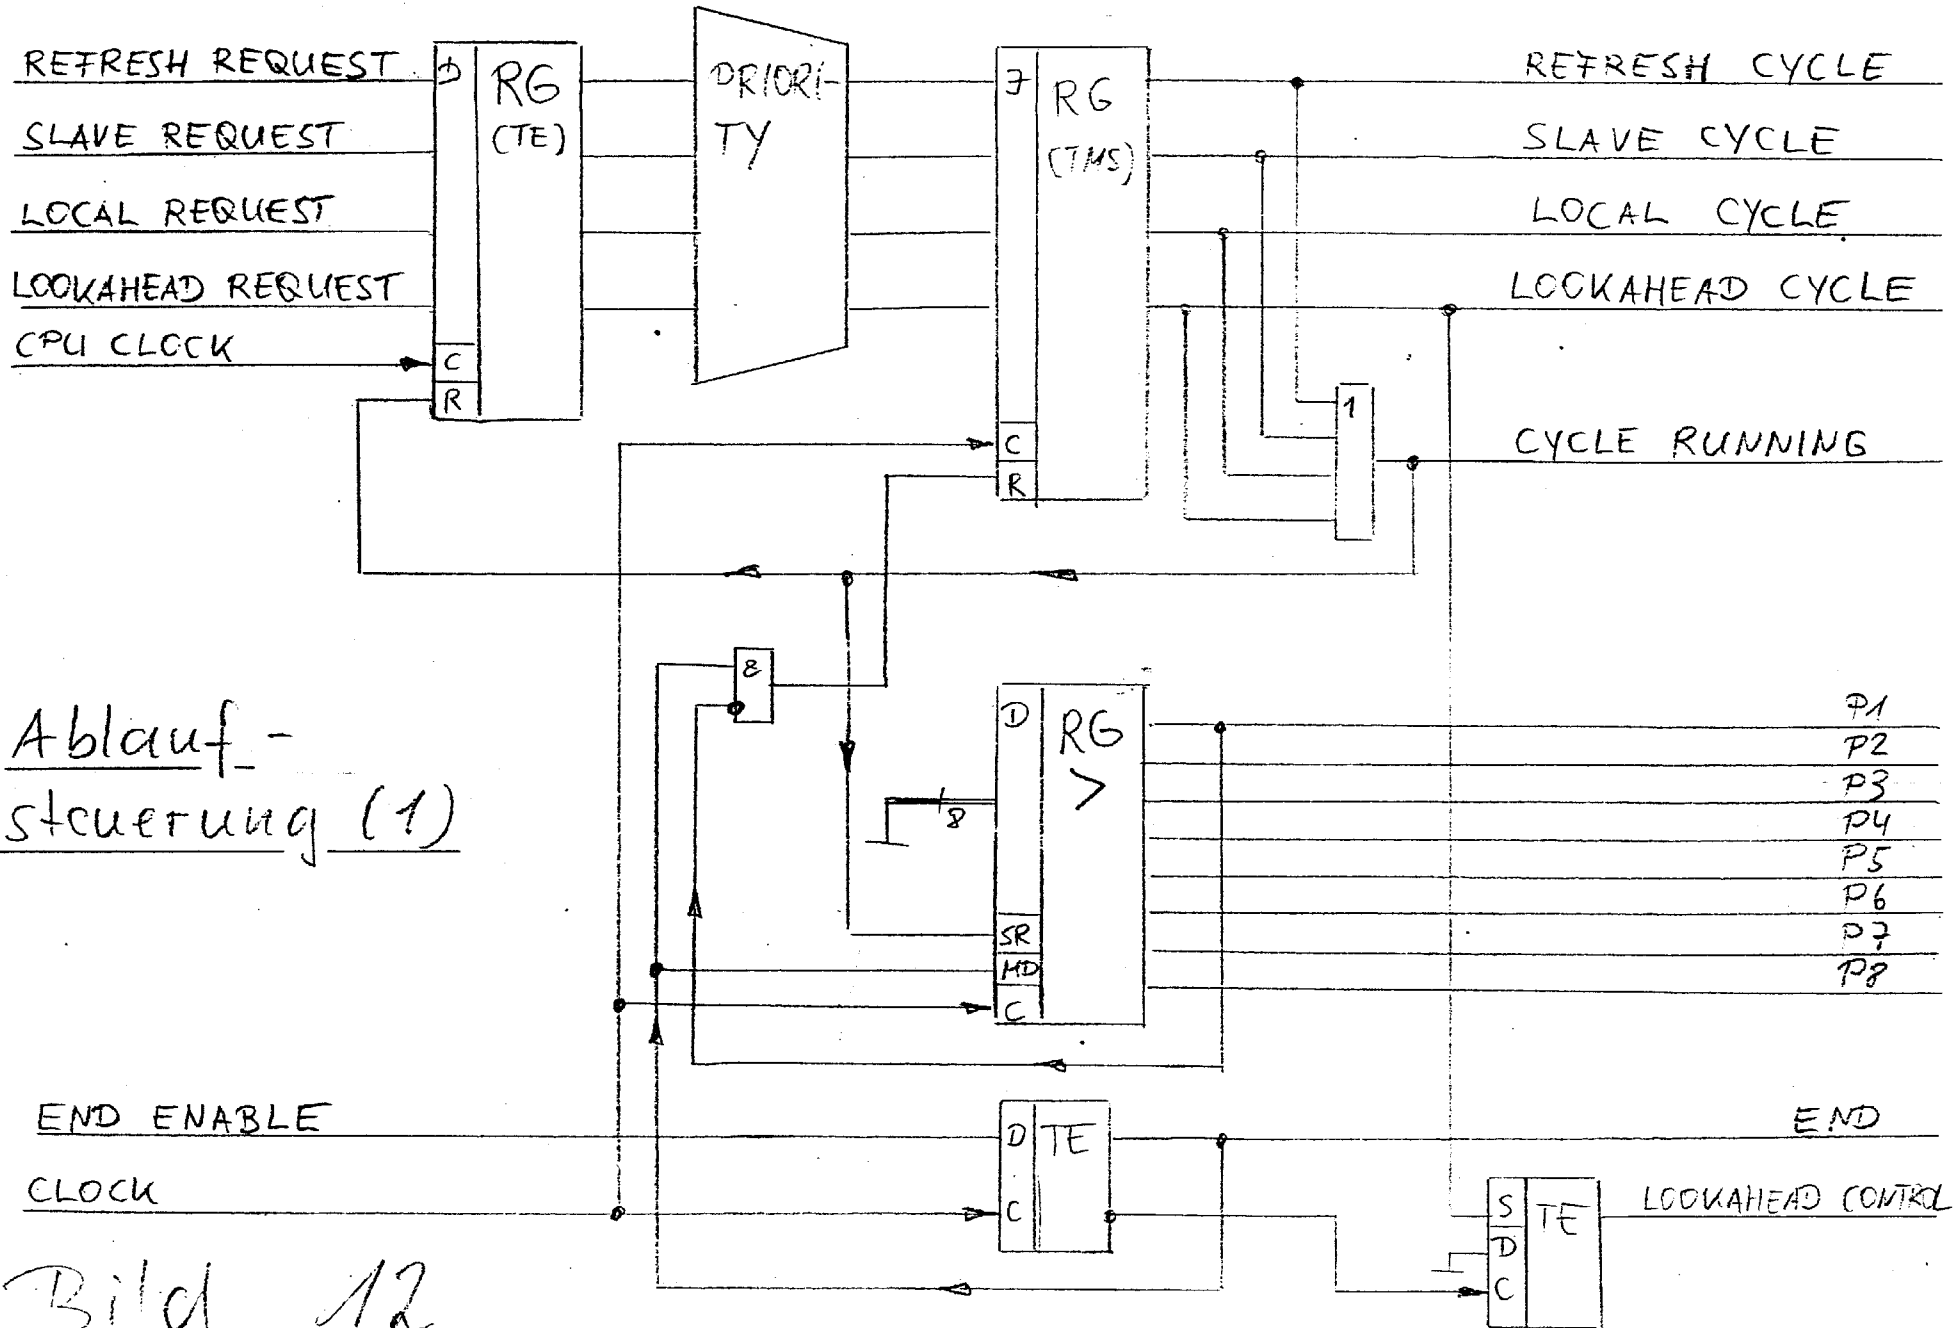 REFRESH REQUEST
SLAVE REQUEST
LOCAL REQUEST
LOOKAHEAD REQUEST
CPU CLOCK
D
RG
(TE)
C
R
PRIORI-
TY
J
RG
(TMS)
C
R
REFRESH CYCLE
SLAVE CYCLE
LOCAL CYCLE
LOOKAHEAD CYCLE
1
CYCLE RUNNING
&
D
RG
>
8
SR
MD
C
P1
P2
P3
P4
P5
P6
P7
P8
Ablauf-
steuerung (1)
END ENABLE
CLOCK
D TE
C
END
S TE
D
C
LOOKAHEAD CONTROL
Bild 12